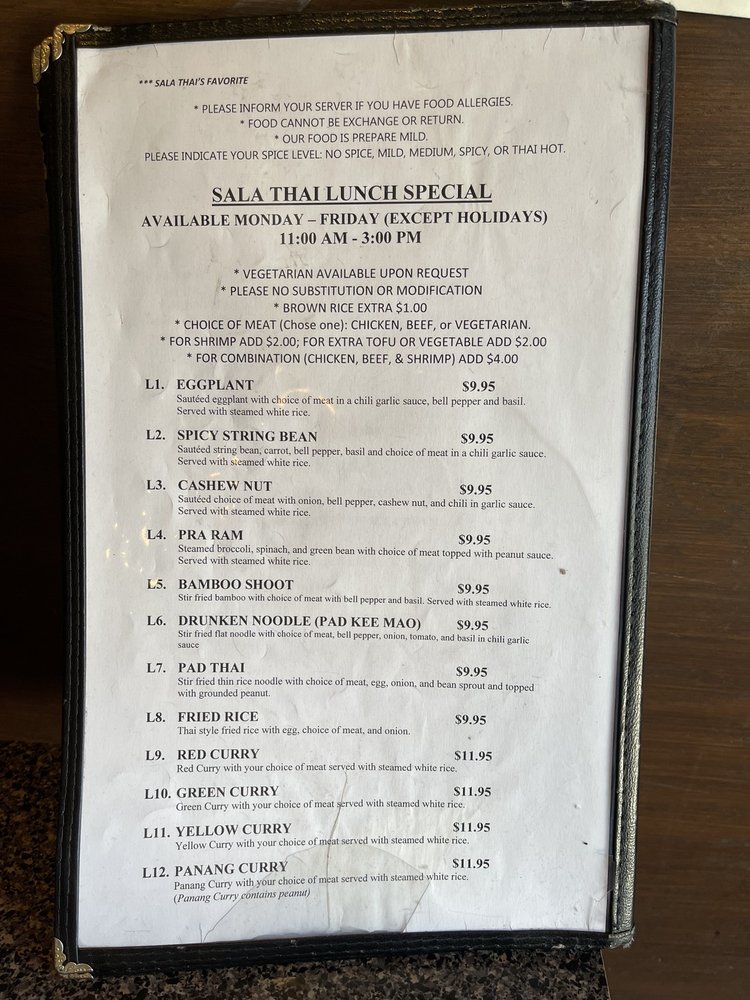 *** SALA THAI'S FAVORITE
* PLEASE INFORM YOUR SERVER IF YOU HAVE FOOD ALLERGIES.
* FOOD CANNOT BE EXCHANGE OR RETURN.
* OUR FOOD IS PREPARE MILD.
PLEASE INDICATE YOUR SPICE LEVEL: NO SPICE, MILD, MEDIUM, SPICY, OR THAI HOT.
SALA THAI LUNCH SPECIAL
AVAILABLE MONDAY – FRIDAY (EXCEPT HOLIDAYS)
11:00 AM - 3:00 PM
* VEGETARIAN AVAILABLE UPON REQUEST
* PLEASE NO SUBSTITUTION OR MODIFICATION
* BROWN RICE EXTRA $1.00
* CHOICE OF MEAT (Chose one): CHICKEN, BEEF, or VEGETARIAN.
* FOR SHRIMP ADD $2.00; FOR EXTRA TOFU OR VEGETABLE ADD $2.00
* FOR COMBINATION (CHICKEN, BEEF, & SHRIMP) ADD $4.00
L1. EGGPLANT $9.95
Sautéed eggplant with choice of meat in a chili garlic sauce, bell pepper and basil.
Served with steamed white rice.
L2. SPICY STRING BEAN $9.95
Sautéed string bean, carrot, bell pepper, basil and choice of meat in a chili garlic sauce.
Served with steamed white rice.
L3. CASHEW NUT $9.95
Sautéed choice of meat with onion, bell pepper, cashew nut, and chili in garlic sauce.
Served with steamed white rice.
L4. PRA RAM $9.95
Steamed broccoli, spinach, and green bean with choice of meat topped with peanut sauce.
Served with steamed white rice.
L5. BAMBOO SHOOT $9.95
Stir fried bamboo with choice of meat with bell pepper and basil. Served with steamed white rice.
L6. DRUNKEN NOODLE (PAD KEE MAO) $9.95
Stir fried flat noodle with choice of meat, bell pepper, onion, tomato, and basil in chili garlic
sauce
L7. PAD THAI $9.95
Stir fried thin rice noodle with choice of meat, egg, onion, and bean sprout and topped
with grounded peanut.
L8. FRIED RICE $9.95
Thai style fried rice with egg, choice of meat, and onion.
L9. RED CURRY $11.95
Red Curry with your choice of meat served with steamed white rice.
L10. GREEN CURRY $11.95
Green Curry with your choice of meat served with steamed white rice.
L11. YELLOW CURRY $11.95
Yellow Curry with your choice of meat served with steamed white rice.
L12. PANANG CURRY $11.95
Panang Curry with your choice of meat served with steamed white rice.
(Panang Curry contains peanut)